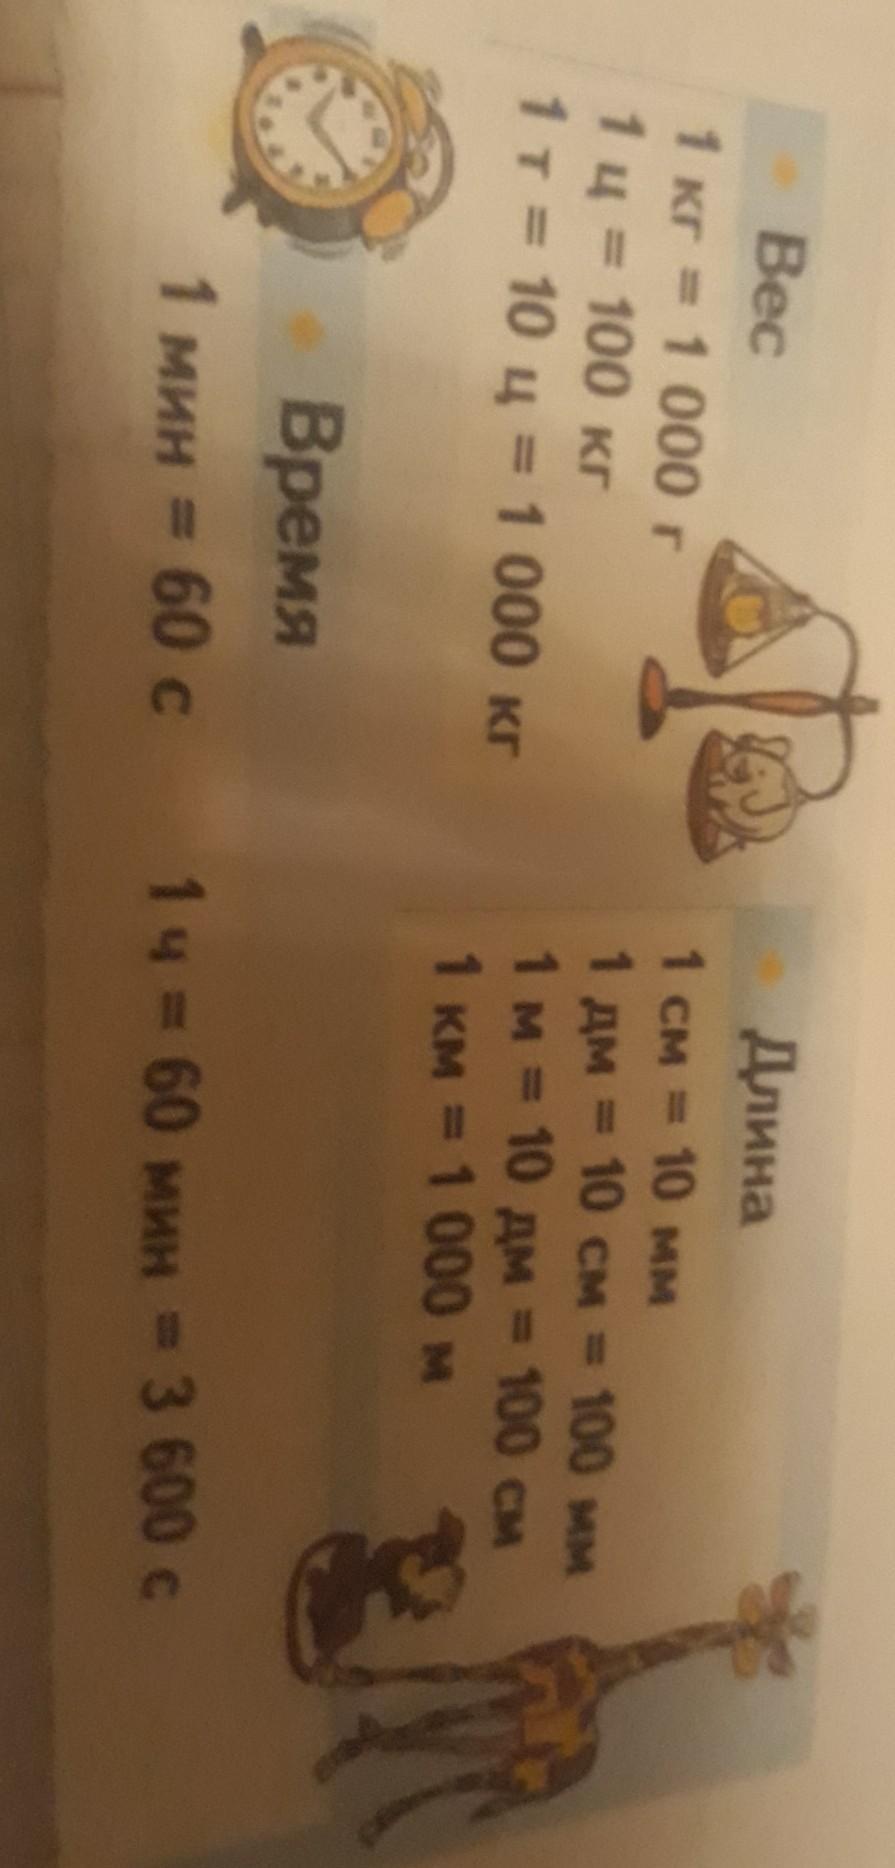 Вес
1 кг = 1 000 г
1 ц = 100 кг
1 т = 10 ц = 1 000 кг
Длина
1 см = 10 мм
1 дм = 10 см = 100 мм
1 м = 10 дм = 100 см
1 км = 1 000 м
Время
1 мин = 60 с
1 ч = 60 мин = 3 600 с